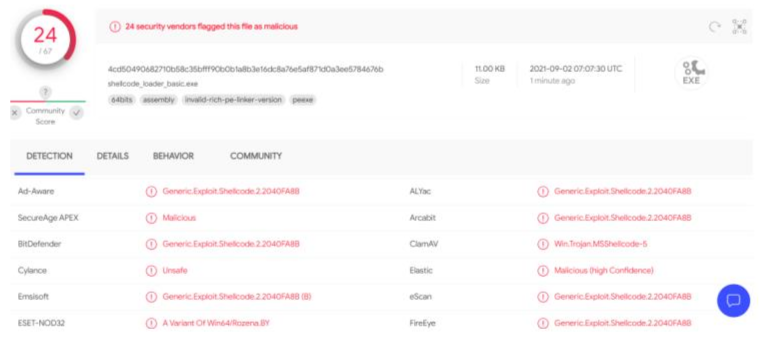 24
/ 67
?
Community
Score
24 security vendors flagged this file as malicious
4cd50490682710b58c35bfff90b0b1a8b3e16dc8a76e5af871d0a3ee5784676b
shellcode_loader_basic.exe
64bits assembly invalid-rich-pe-linker-version peexe
11.00 KB
Size
2021-09-02 07:07:30 UTC
1 minute ago
EXE
DETECTION DETAILS BEHAVIOR COMMUNITY
Ad-Aware Generic.Exploit.Shellcode.2.2040FA8B ALYac Generic.Exploit.Shellcode.2.2040FA8B
SecureAge APEX Malicious Arcabit Generic.Exploit.Shellcode.2.2040FA8B
BitDefender Generic.Exploit.Shellcode.2.2040FA8B ClamAV Win.Trojan.MSShellcode-6
Cylance Unsafe Elastic Malicious (high Confidence)
Emsisoft Generic.Exploit.Shellcode.2.2040FA8B (B) eScan Generic.Exploit.Shellcode.2.2040FA8B
ESET-NOD32 A Variant Of Win64/Rozena.BY FireEye Generic.Exploit.Shellcode.2.2040FA8B